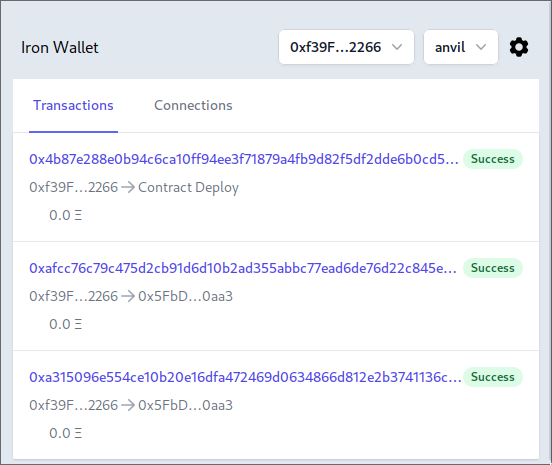 Iron Wallet
0xf39F...2266
anvil
Transactions
Connections
0x4b87e288e0b94c6ca10ff94ee3f71879a4fb9d82f5df2dde6b0cd5...
Success
0xf39F...2266 → Contract Deploy
0.0 Ξ
0xafcc76c79c475d2cb91d6d10b2ad355abbc77ead6de76d22c845e...
Success
0xf39F...2266 → 0x5FbD...0aa3
0.0 Ξ
0xa315096e554ce10b20e16dfa472469d0634866d812e2b3741136c...
Success
0xf39F...2266 → 0x5FbD...0aa3
0.0 Ξ